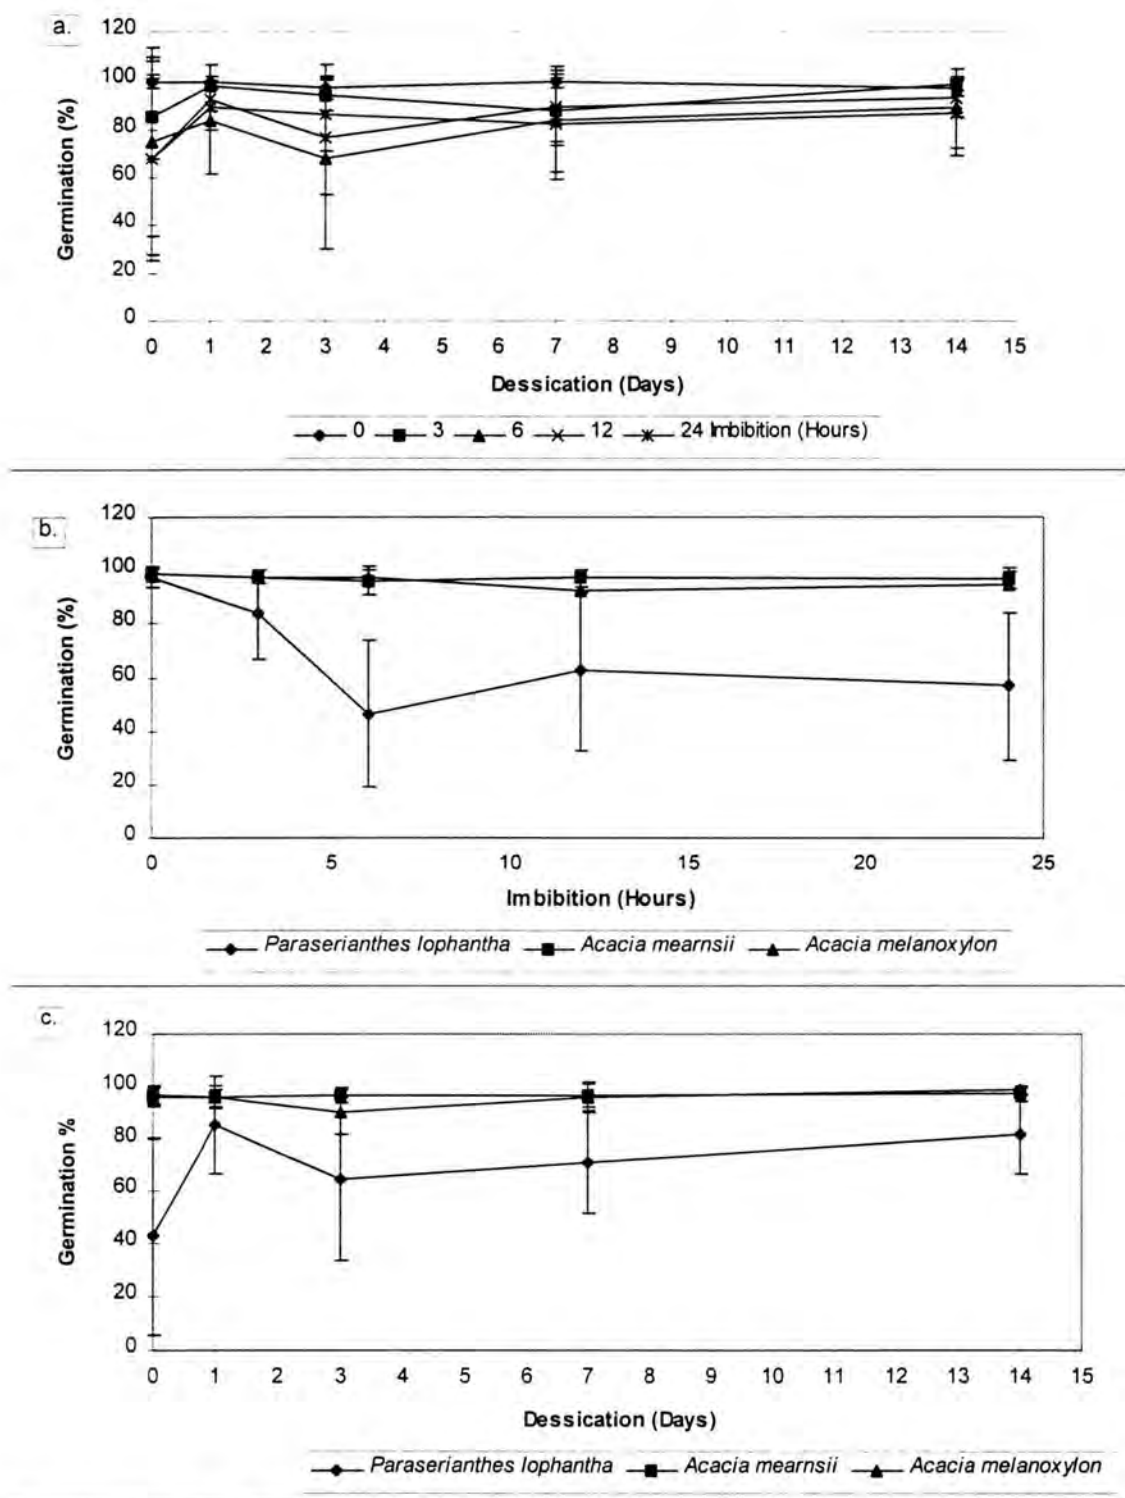 a.
120
100
80
60
40
20
0
Germination (%)
0 1 2 3 4 5 6 7 8 9 10 11 12 13 14 15
Dessication (Days)
0 3 6 12 24 Imbibition (Hours)
b.
120
100
80
60
40
20
0
Germination (%)
0 5 10 15 20 25
Imbibition (Hours)
Paraserianthes lophantha Acacia mearnsii Acacia melanoxylon
c.
120
100
80
60
40
20
0
Germination %
0 1 2 3 4 5 6 7 8 9 10 11 12 13 14 15
Dessication (Days)
Paraserianthes lophantha Acacia mearnsii Acacia melanoxylon